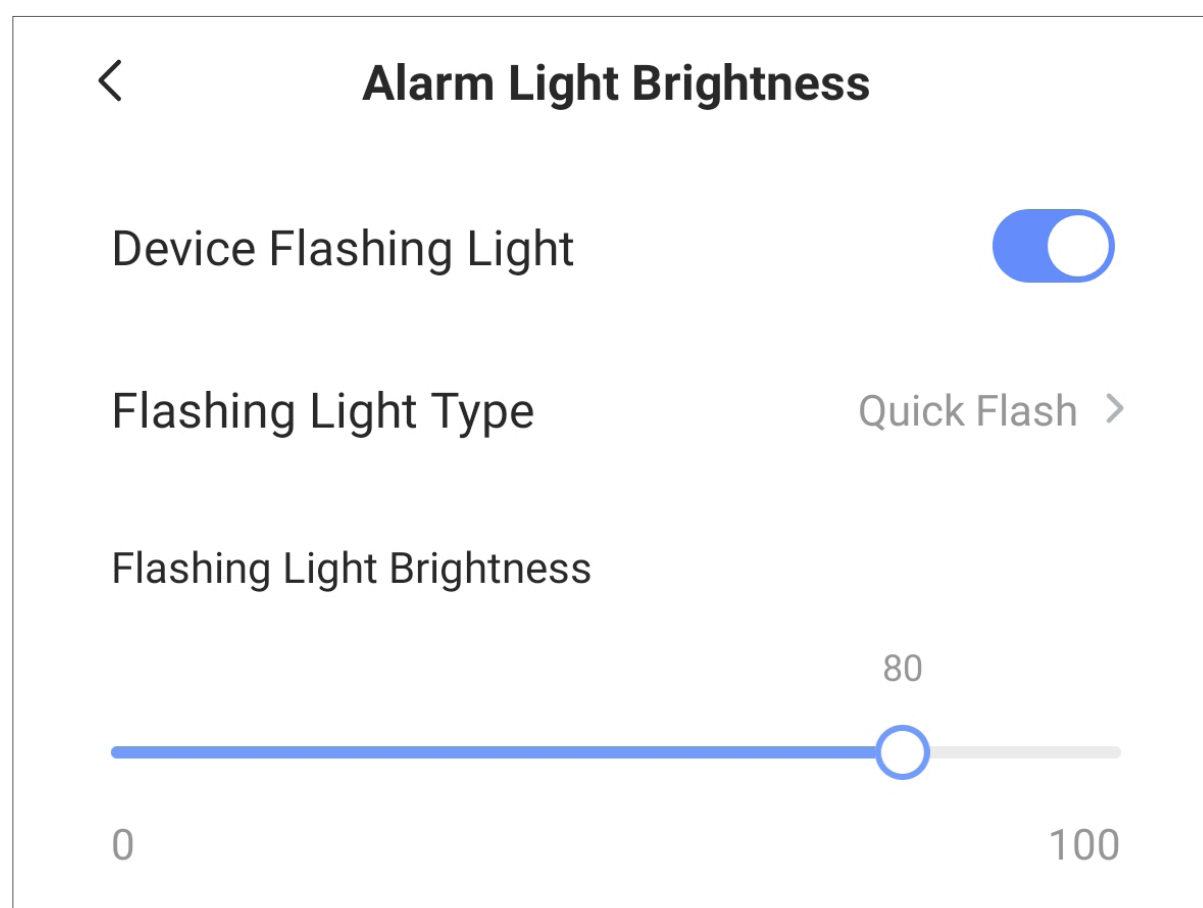 Alarm Light Brightness
Device Flashing Light
Flashing Light Type Quick Flash
Flashing Light Brightness
80
0 100